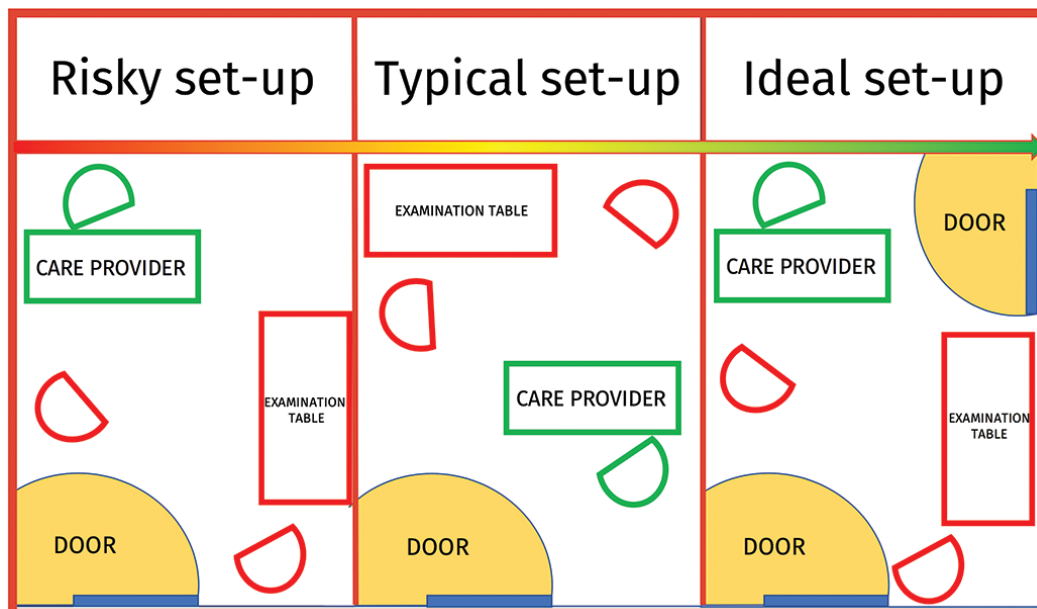 Risky set-up
Typical set-up
Ideal set-up
CARE PROVIDER
EXAMINATION
TABLE
DOOR
EXAMINATION TABLE
CARE PROVIDER
DOOR
DOOR
CARE PROVIDER
EXAMINATION
TABLE
DOOR